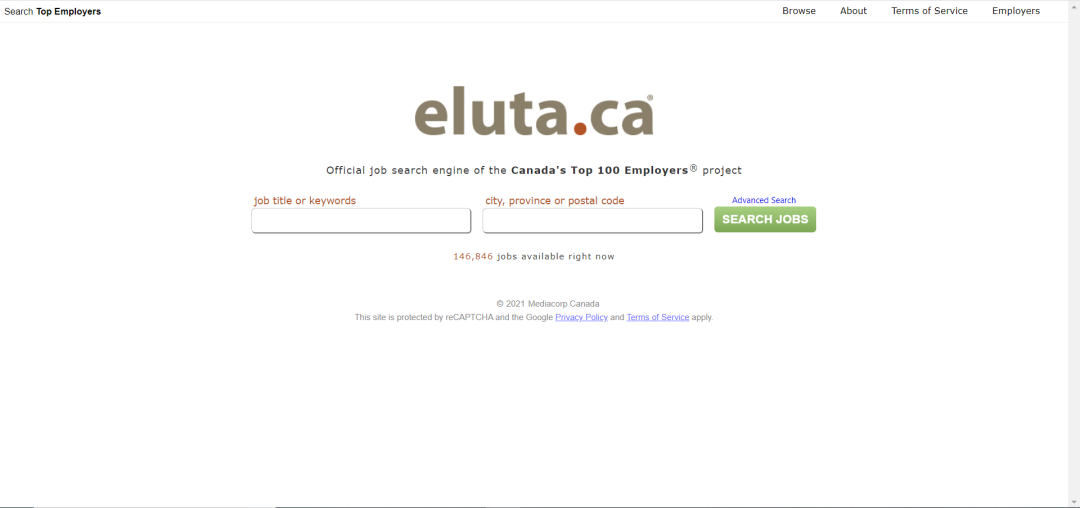 Search Top Employers
Browse About Terms of Service Employers
eluta.ca®
Official job search engine of the Canada's Top 100 Employers® project
job title or keywords
city, province or postal code
Advanced Search
SEARCH JOBS
146,846 jobs available right now
© 2021 Mediacorp Canada
This site is protected by reCAPTCHA and the Google Privacy Policy and Terms of Service apply.